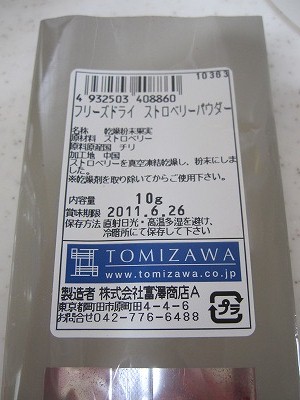 10363
4 932503 408860
フリーズドライ ストロベリーパウダー
名称 乾燥粉末果実
原材料 ストロベリー
原料原産国 チリ
加工地 中国
ストロベリーを真空凍結乾燥し、粉末にしま
した。
※乾燥剤を取り除いてからご使用下さい。
内容量 10g
賞味期限 2011.6.26
保存方法 直射日光・高温多湿を避け、
冷暗所にて保存して下さい。
TOMIZAWA
www.tomizawa.co.jp
製造者 株式会社富澤商店A
東京都町田市原町田4-4-6
お問合せ042-776-6488
プラ